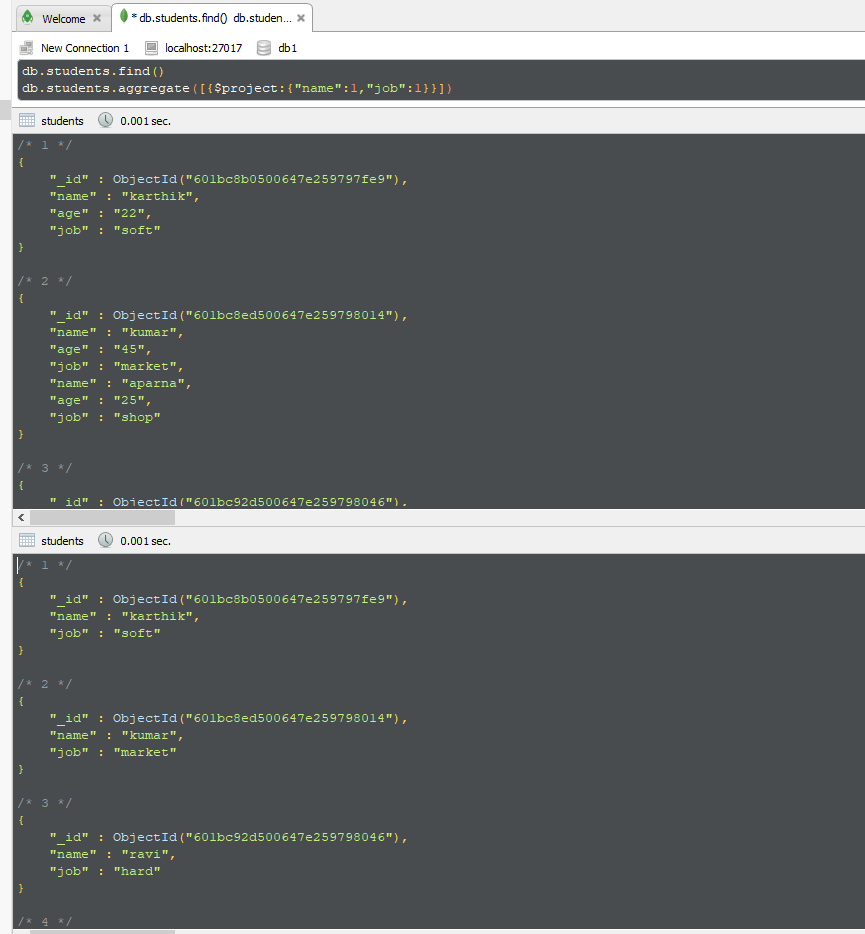 Welcome
* db.students.find() db.studen...
New Connection 1 localhost:27017 db1
db.students.find()
db.students.aggregate([{$project:{"name":1,"job":1}}])
students 0.001 sec.
/* 1 */
{
"_id" : ObjectId("601bc8b0500647e259797fe9"),
"name" : "karthik",
"age" : "22",
"job" : "soft"
}
/* 2 */
{
"_id" : ObjectId("601bc8ed500647e259798014"),
"name" : "kumar",
"age" : "45",
"job" : "market",
"name" : "aparna",
"age" : "25",
"job" : "shop"
}
/* 3 */
{
"_id" : ObjectId("601bc92d500647e259798046"),
students 0.001 sec.
/* 1 */
{
"_id" : ObjectId("601bc8b0500647e259797fe9"),
"name" : "karthik",
"job" : "soft"
}
/* 2 */
{
"_id" : ObjectId("601bc8ed500647e259798014"),
"name" : "kumar",
"job" : "market"
}
/* 3 */
{
"_id" : ObjectId("601bc92d500647e259798046"),
"name" : "ravi",
"job" : "hard"
}
/* 4 */